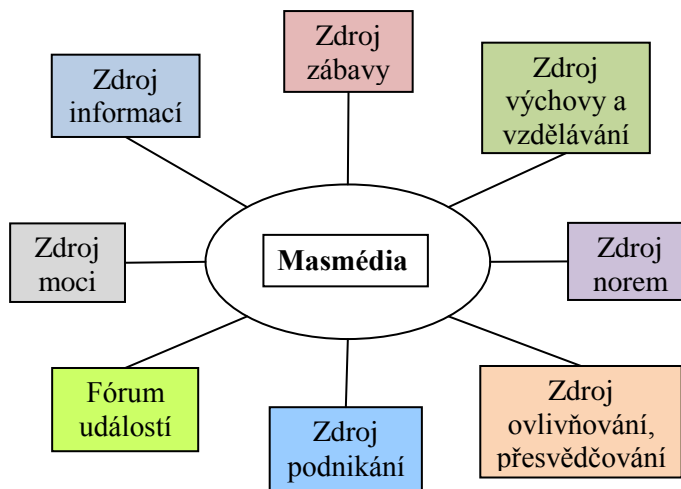 Zdroj
zábavy
Zdroj
výchovy a
vzdělávání
Zdroj
informací
Zdroj
moci
Masmédia
Zdroj
norem
Fórum
událostí
Zdroj
podnikání
Zdroj
ovlivňování,
přesvědčování